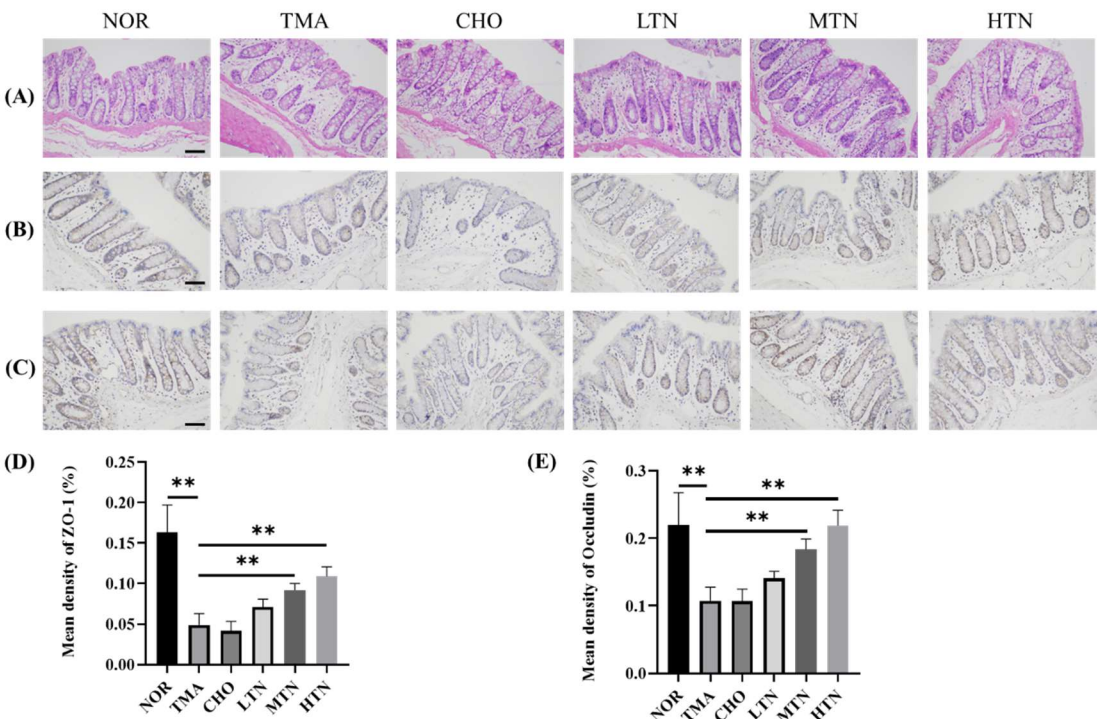 NOR TMA CHO LTN MTN HTN
(A)
(B)
(C)
(D)
Mean density of ZO-1 (%)
0.25
0.20
0.15
0.10
0.05
0.00
**
**
**
NOR TMA CHO LTN MTN HTN
(E)
Mean density of Occludin (%)
0.3
0.2
0.1
0.0
**
**
**
NOR TMA CHO LTN MTN HTN